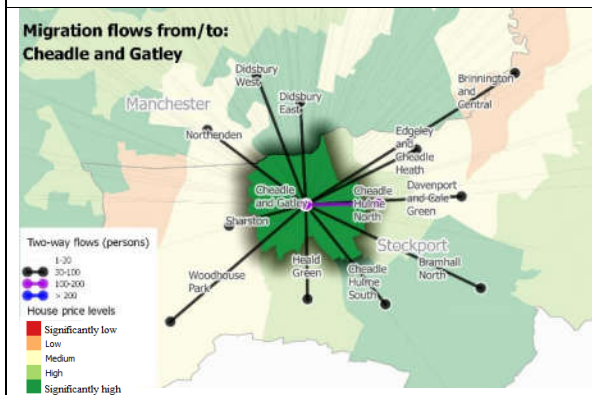 Migration flows from/to:
Cheadle and Gatley
Didsbury
West
Didsbury
East
Brinnington
and
Central
Manchester
Northenden
Edgeley
and
Cheadle
Heath
Cheadle
and Gatley
Cheadle
Hulme
North
Davenport
and Cale
Green
Sharston
Stockport
Heald
Green
Cheadle
Hulme
South
Bramhall
North
Woodhouse
Park
Two-way flows (persons)
1-20
30-100
100-200
> 200
House price levels
Significantly low
Low
Medium
High
Significantly high